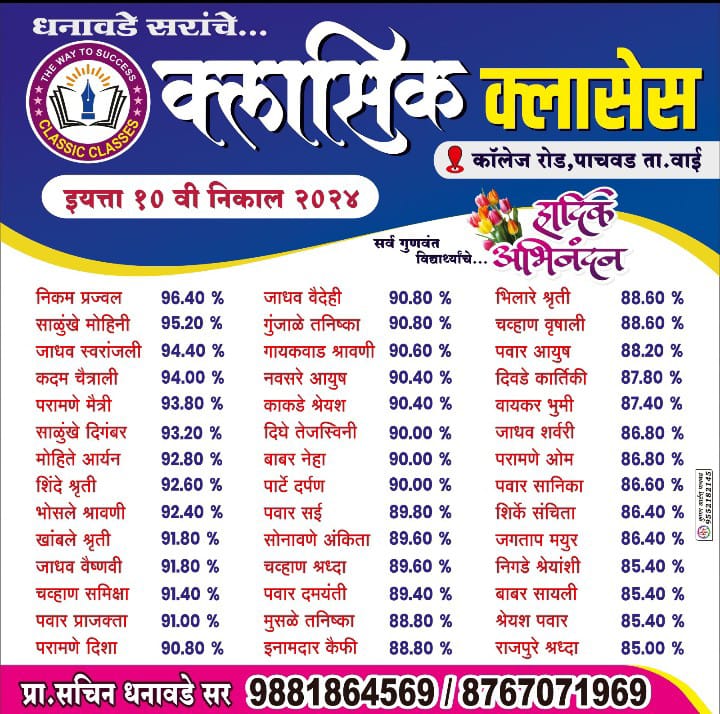 धनावडे सरांचे...
THE WAY TO SUCCESS
CLASSIC CLASSES
क्लासिक क्लासेस
कॉलेज रोड,पाचवड ता.वाई
इयत्ता १० वी निकाल २०२४
सर्व गुणवंत
विद्यार्थ्यांचे...
हार्दिक
अभिनंदन
निकम प्रज्वल 96.40 %
साळुंखे मोहिनी 95.20 %
जाधव स्वरांजली 94.40 %
कदम चैत्राली 94.00 %
परामणे मैत्री 93.80 %
साळुंखे दिगंबर 93.20 %
मोहिते आर्यन 92.80 %
शिंदे श्रृती 92.60 %
भोसले श्रावणी 92.40 %
खांबले श्रृती 91.80 %
जाधव वैष्णवी 91.80 %
चव्हाण समिक्षा 91.40 %
पवार प्राजक्ता 91.00 %
परामणे दिशा 90.80 %
जाधव वैदेही 90.80 %
गुंजाळे तनिष्का 90.80 %
गायकवाड श्रावणी 90.60 %
नवसरे आयुष 90.40 %
काकडे श्रेयश 90.40 %
दिघे तेजस्विनी 90.00 %
बाबर नेहा 90.00 %
पार्टे दर्पण 90.00 %
पवार सई 89.80 %
सोनावणे अंकिता 89.60 %
चव्हाण श्रध्दा 89.60 %
पवार दमयंती 89.40 %
मुसळे तनिष्का 88.80 %
इनामदार कैफी 88.80 %
भिलारे श्रृती 88.60 %
चव्हाण वृषाली 88.60 %
पवार आयुष 88.20 %
दिवडे कार्तिकी 87.80 %
वायकर भुमी 87.40 %
जाधव शर्वरी 86.80 %
परामणे ओम 86.80 %
पवार सानिका 86.60 %
शिर्के संचिता 86.40 %
जगताप मयुर 86.40 %
निगडे श्रेयांशी 85.40 %
बाबर सायली 85.40 %
श्रेयश पवार 85.40 %
राजपुरे श्रध्दा 85.00 %
9552182145
प्रा.सचिन धनावडे सर 9881864569 / 8767071969